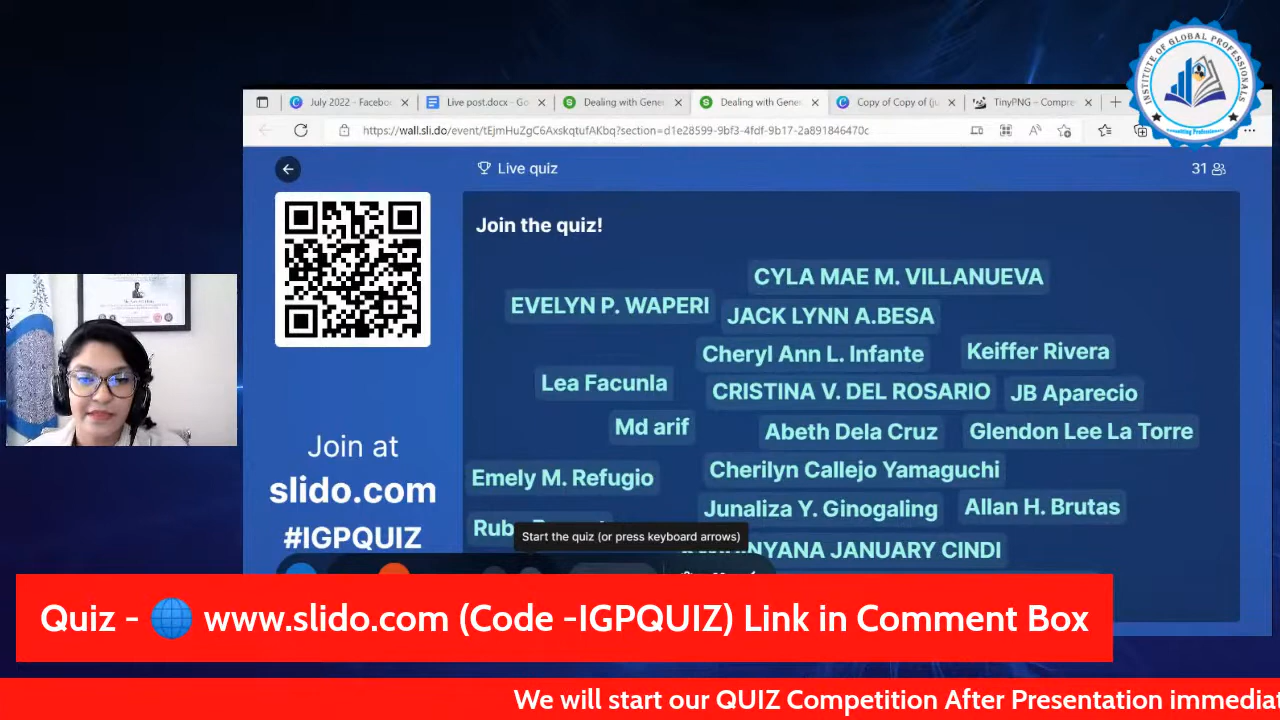 INSTITUTE OF GLOBAL PROFESSIONALS
Consulting Professionals
July 2022 - Faceboo
Live post.docx - Go
Dealing with Gene
Dealing with Gene
Copy of Copy of (ju
TinyPNG – Compre
https://wall.sli.do/event/tEjmHuZgC6AxskqtufAKbq?section=d1e28599-9bf3-4fdf-9b17-2a891846470c
Live quiz
31
Join the quiz!
CYLA MAE M. VILLANUEVA
EVELYN P. WAPERI
JACK LYNN A.BESA
Cheryl Ann L. Infante
Keiffer Rivera
Lea Facunla
CRISTINA V. DEL ROSARIO
JB Aparecio
Md arif
Abeth Dela Cruz
Glendon Lee La Torre
Emely M. Refugio
Cherilyn Callejo Yamaguchi
Junaliza Y. Ginogaling
Allan H. Brutas
JANUARY CINDI
Start the quiz (or press keyboard arrows)
Join at
slido.com
#IGPQUIZ
Quiz - 🌐 www.slido.com (Code -IGPQUIZ) Link in Comment Box
We will start our QUIZ Competition After Presentation immediat